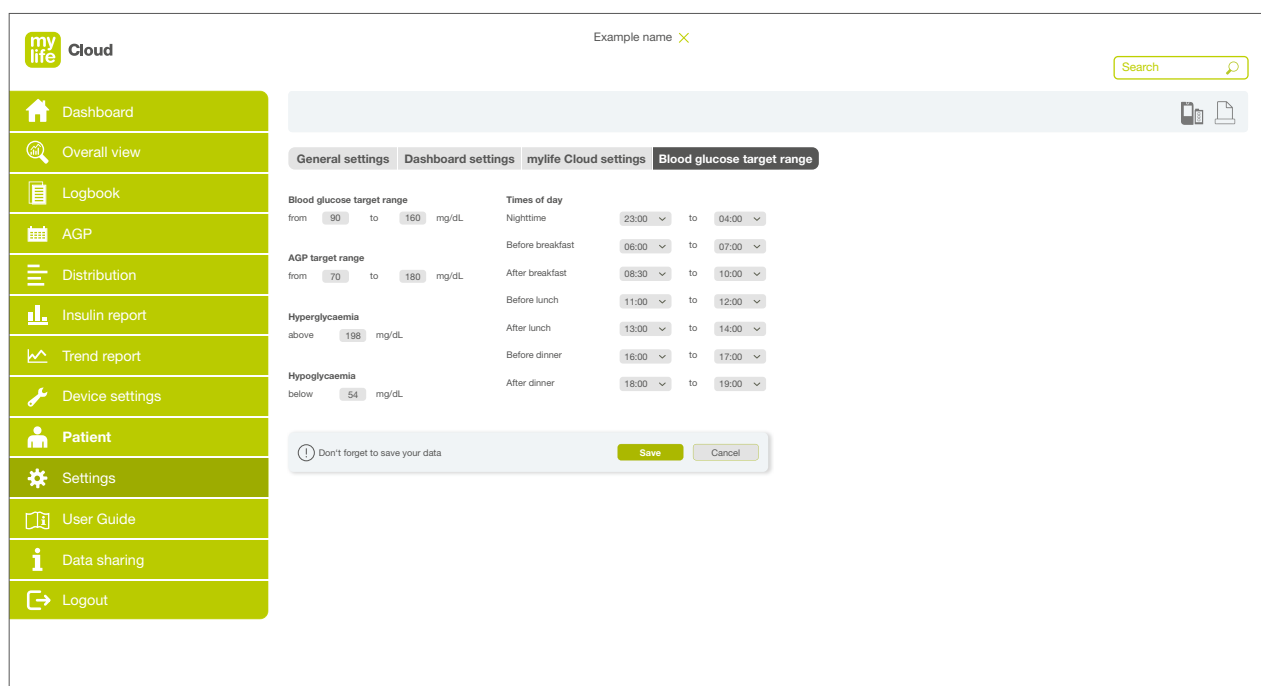 my
life
Cloud
Example name
Search
Dashboard
Overall view
Logbook
AGP
Distribution
Insulin report
Trend report
Device settings
Patient
Settings
User Guide
Data sharing
Logout
General settings Dashboard settings mylife Cloud settings Blood glucose target range
Blood glucose target range
from 90 to 160 mg/dL
AGP target range
from 70 to 180 mg/dL
Hyperglycaemia
above 198 mg/dL
Hypoglycaemia
below 54 mg/dL
Times of day
Nighttime 23:00 to 04:00
Before breakfast 06:00 to 07:00
After breakfast 08:30 to 10:00
Before lunch 11:00 to 12:00
After lunch 13:00 to 14:00
Before dinner 16:00 to 17:00
After dinner 18:00 to 19:00
Don't forget to save your data Save Cancel